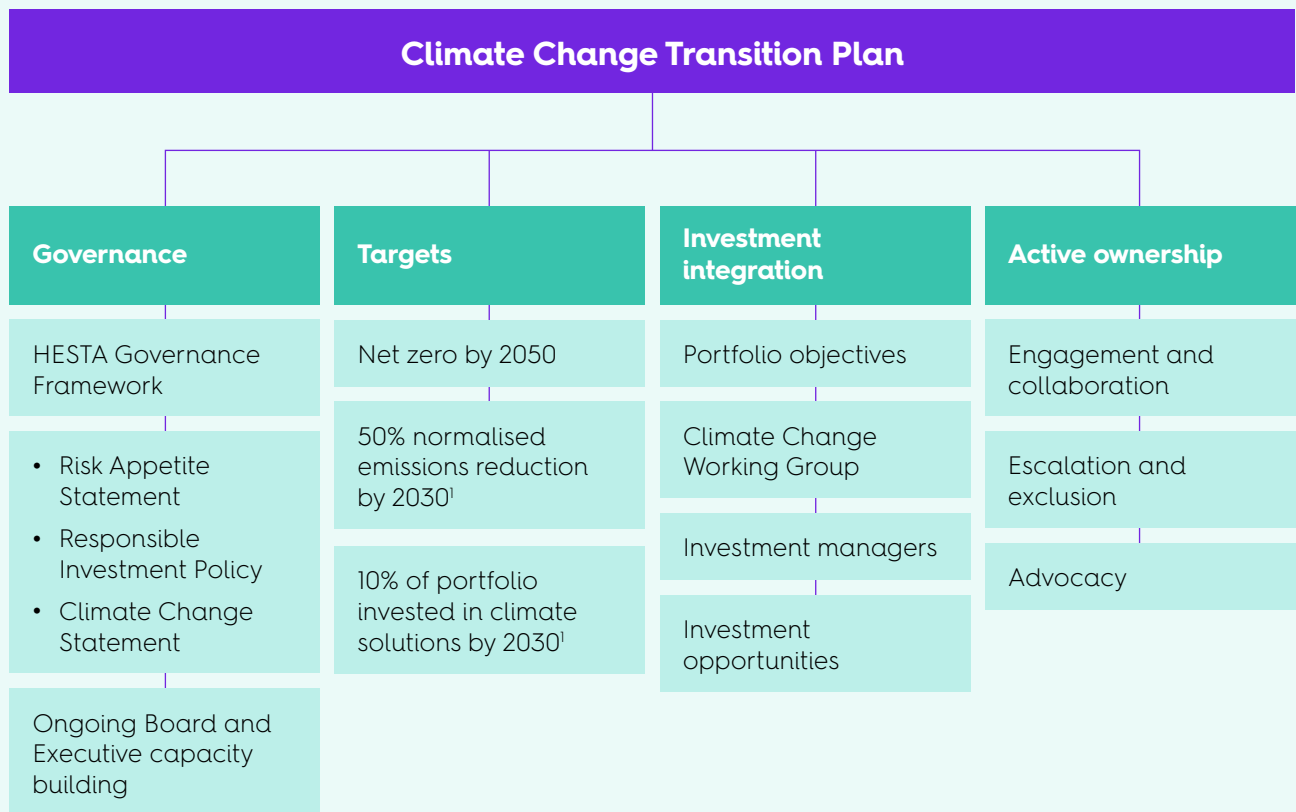 Climate Change Transition Plan
Governance
HESTA Governance
Framework
• Risk Appetite
Statement
• Responsible
Investment Policy
• Climate Change
Statement
Ongoing Board and
Executive capacity
building
Targets
Net zero by 2050
50% normalised
emissions reduction
by 2030¹
10% of portfolio
invested in climate
solutions by 2030¹
Investment
integration
Portfolio objectives
Climate Change
Working Group
Investment managers
Investment
opportunities
Active ownership
Engagement and
collaboration
Escalation and
exclusion
Advocacy